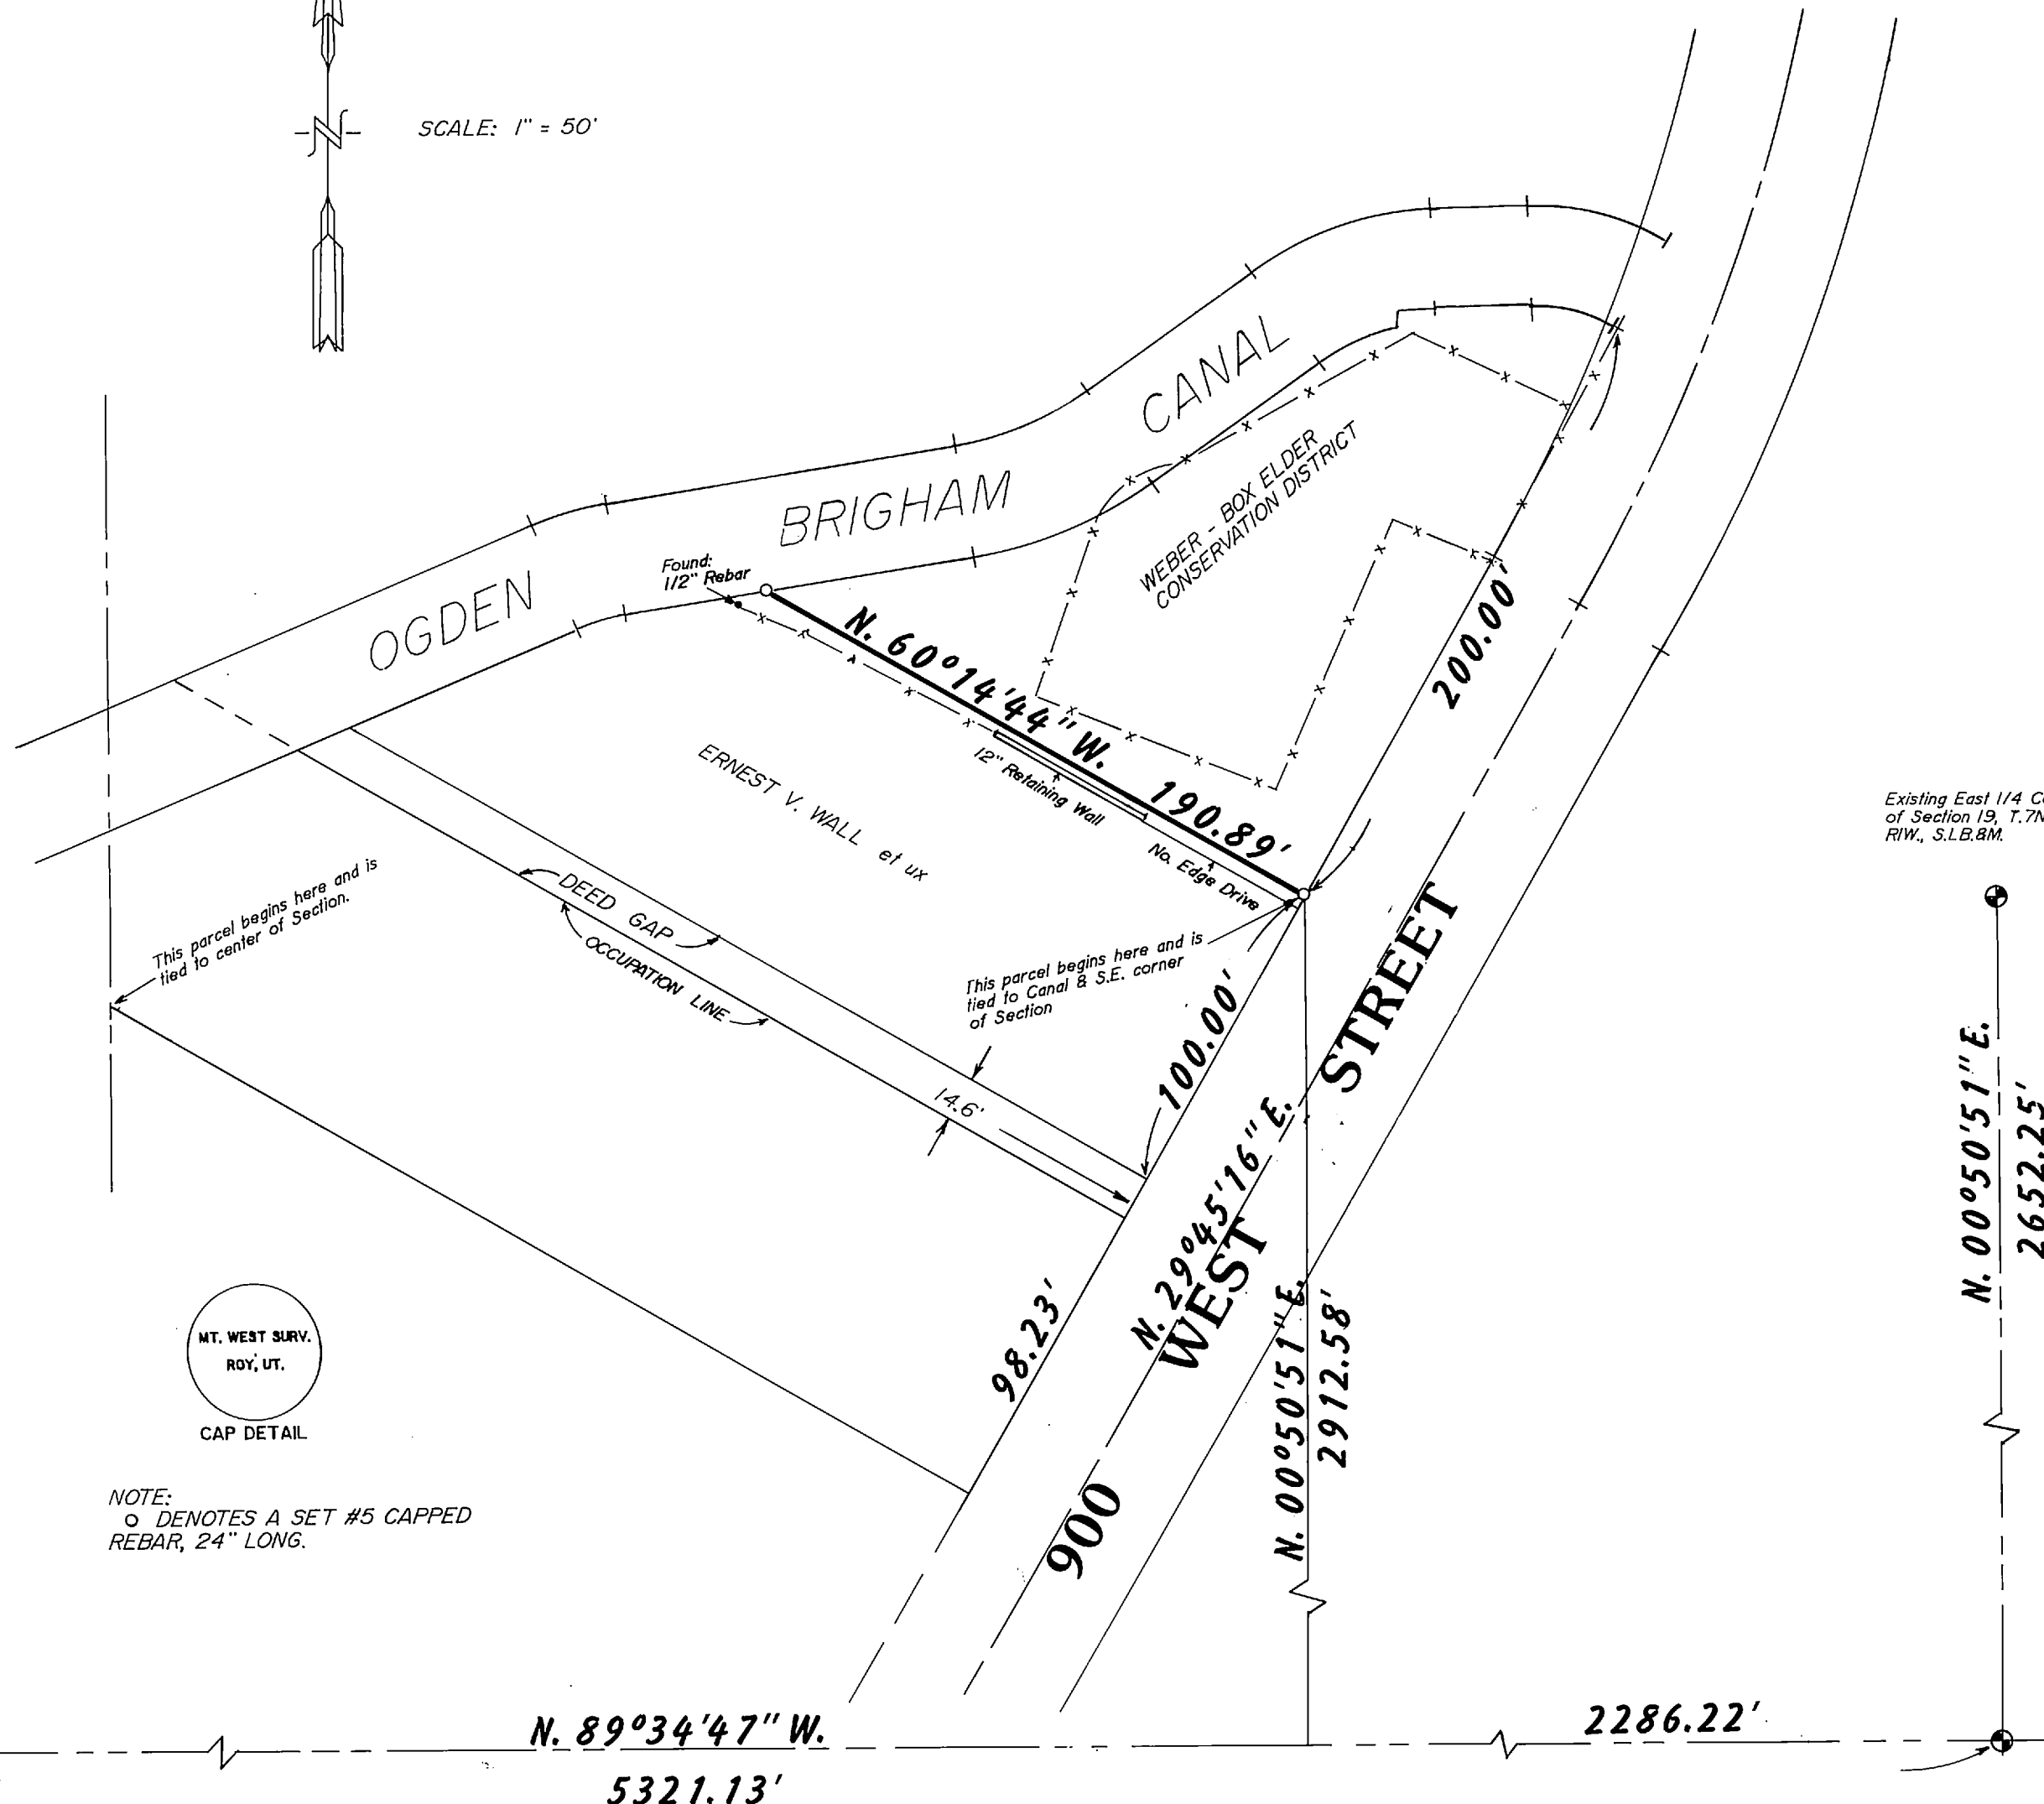 N
SCALE: 1" = 50'
OGDEN
BRIGHAM
CANAL
WEBER - BOX ELDER
CONSERVATION DISTRICT
Found:
1/2" Rebar
N. 60°14'44" W. 190.89'
200.00'
12" Retaining Wall
No. Edge Drive
ERNEST V. WALL et ux
Existing East 1/4
of Section 19,
R1W., S.L.B.&M.
This parcel begins here and is
tied to center of Section.
DEED GAP
OCCUPATION LINE
This parcel begins here and is
tied to Canal & S.E. corner
of Section
14.6'
100.00'
98.23'
N. 29°45'16" E.
900 WEST STREET
N. 00°50'51" E.
2912.58'
N. 00°50'51" E.
2652.25'
MT. WEST SURV.
ROY, UT.
CAP DETAIL
NOTE:
O DENOTES A SET #5 CAPPED
REBAR, 24" LONG.
N. 89°34'47" W.
5321.13'
2286.22'